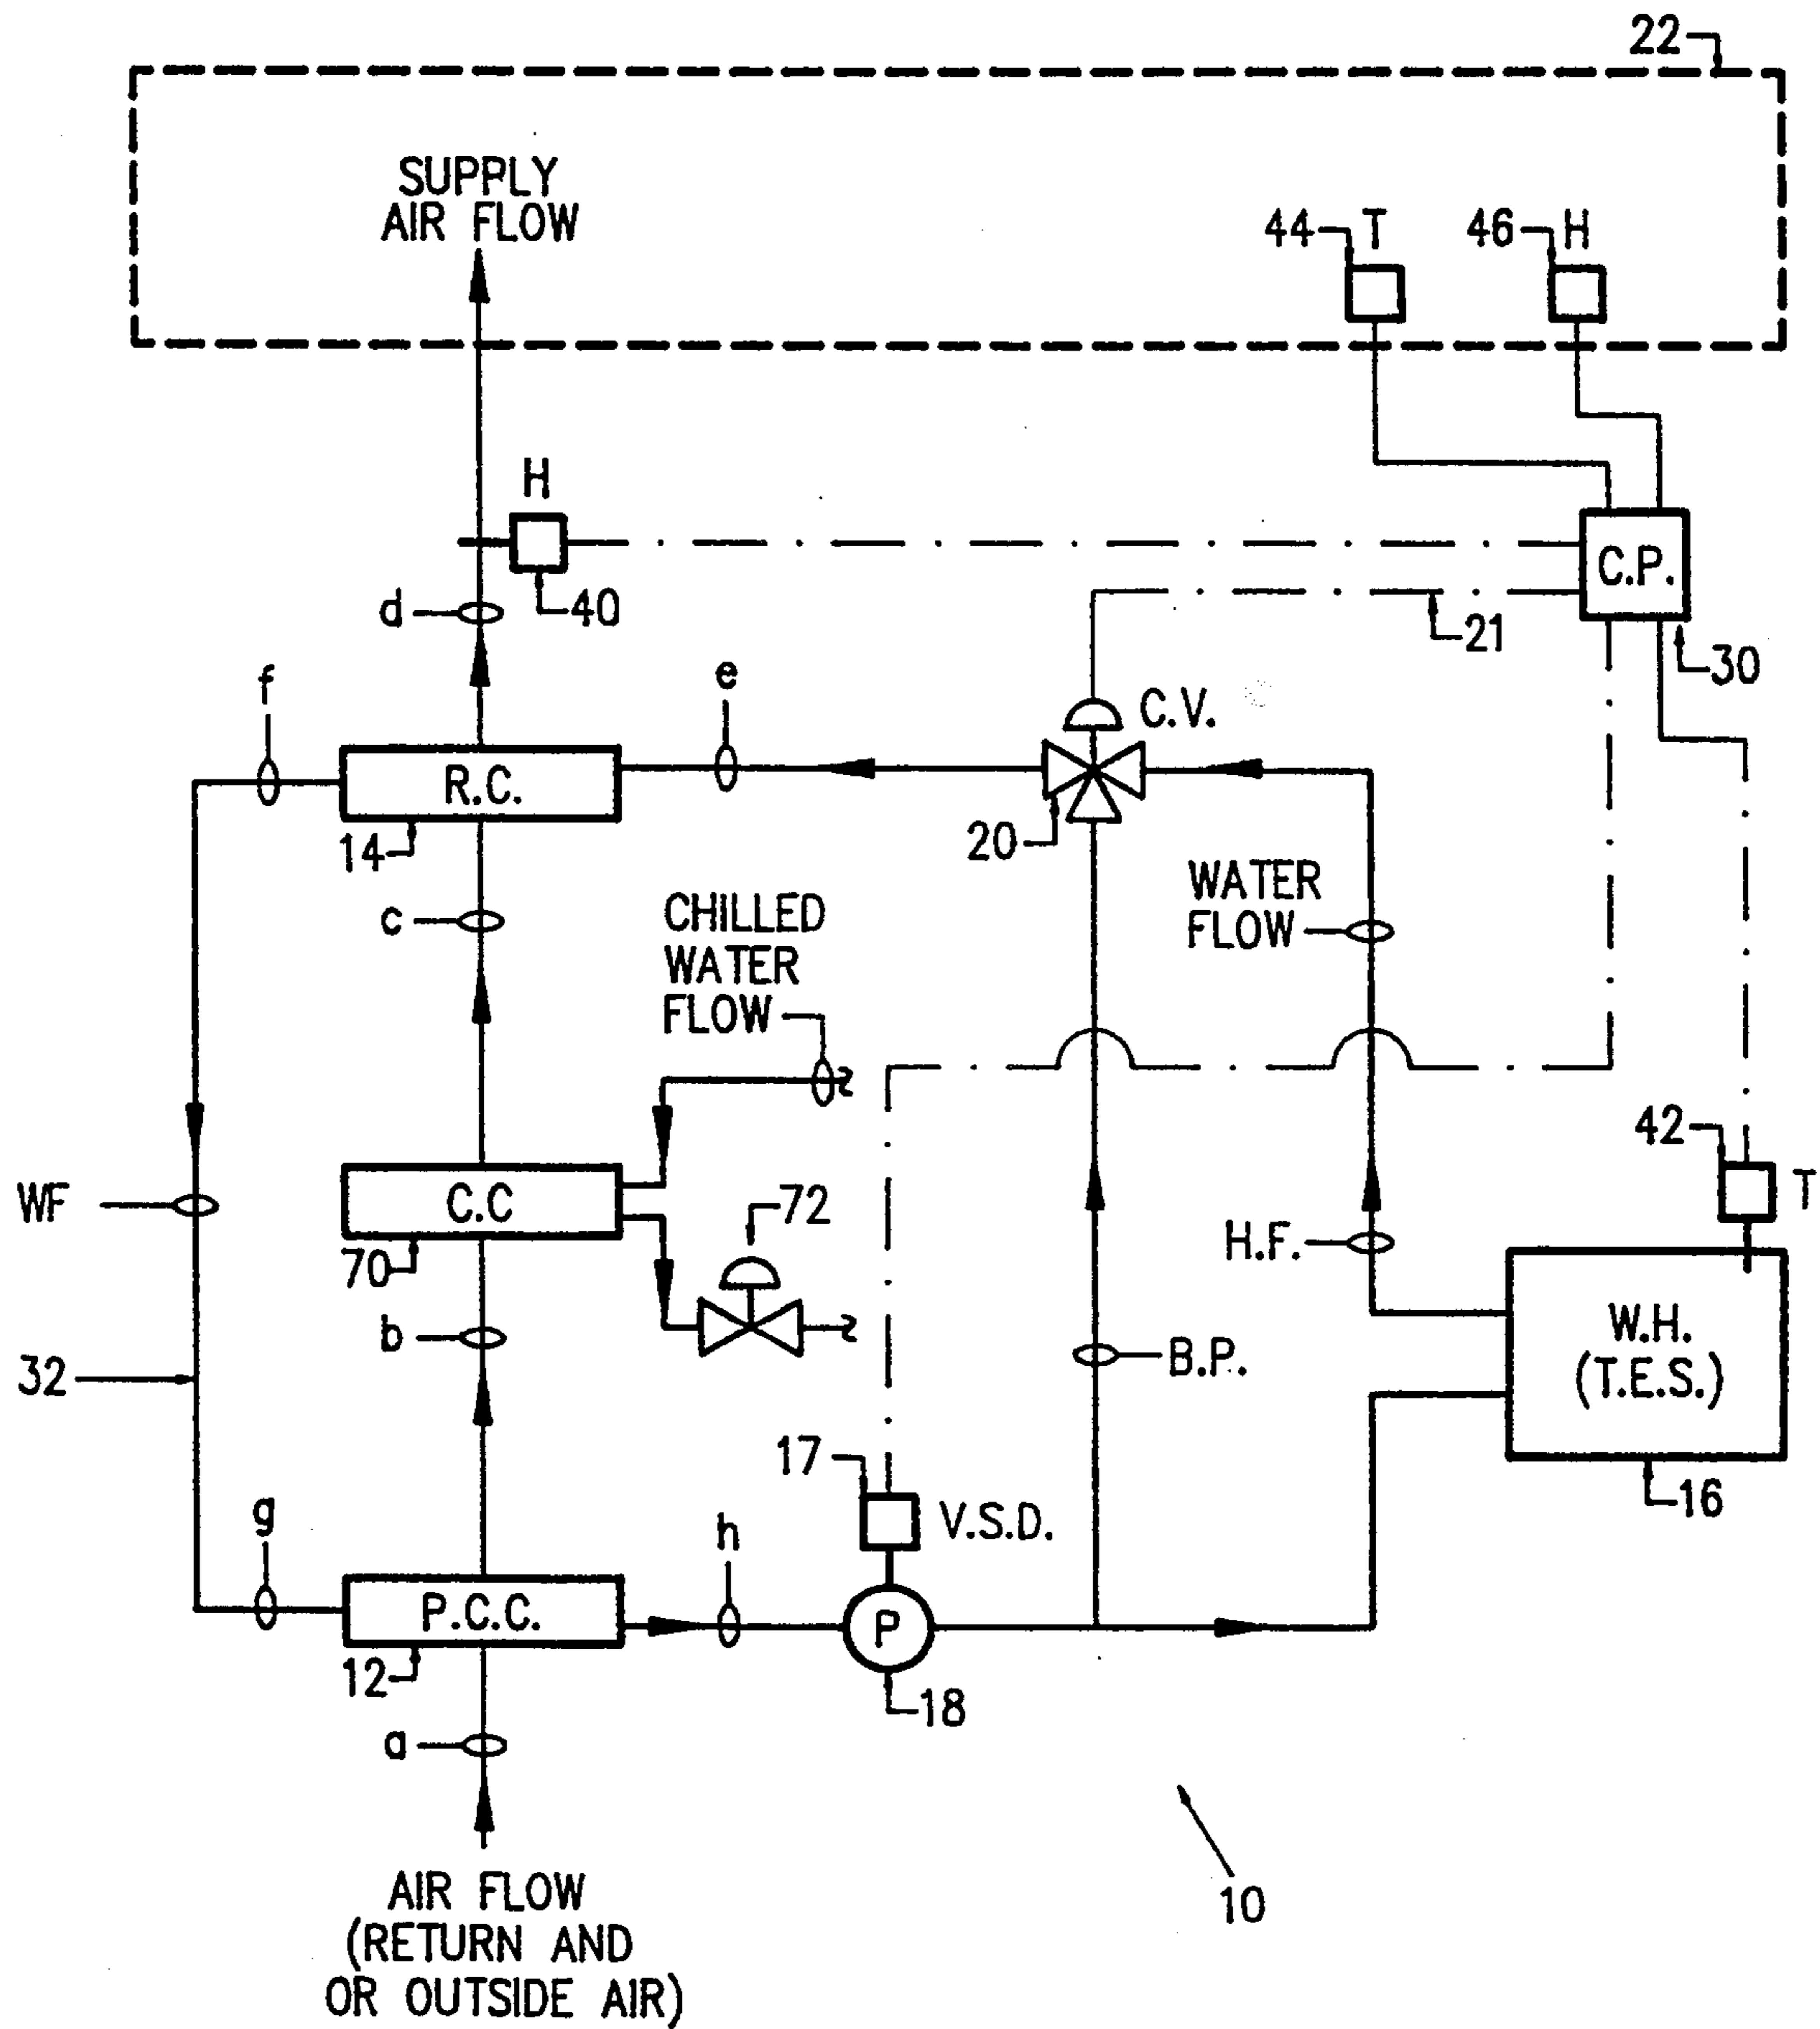 22
SUPPLY
AIR FLOW
44
T
46
H
H
40
d
C.P.
21
30
f
e
C.V.
R.C.
14
20
c
CHILLED
WATER
FLOW
WATER
FLOW
42
T
WF
C.C
70
72
H.F.
b
B.P.
W.H.
(T.E.S.)
32
17
V.S.D.
16
g
h
P.C.C.
P
12
18
a
10
AIR FLOW
(RETURN AND
OR OUTSIDE AIR)